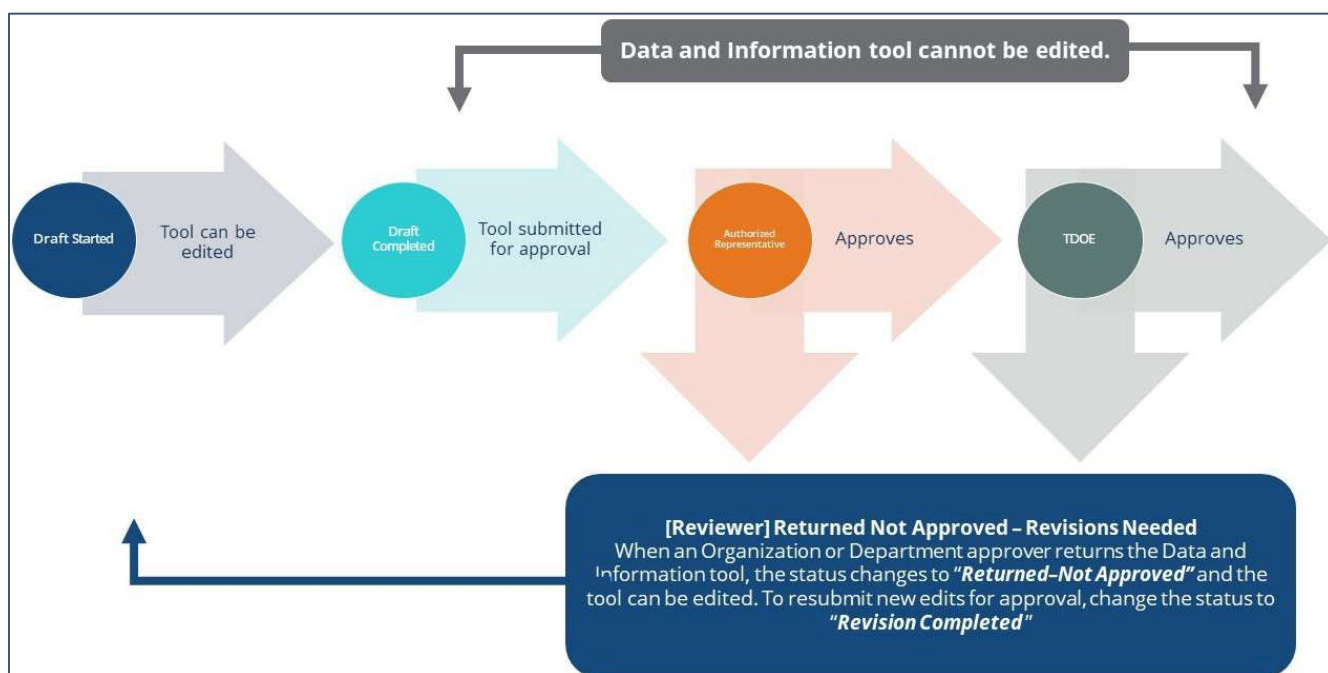 Data and Information tool cannot be edited.
Draft Started
Tool can be
edited
Draft
Completed
Tool submitted
for approval
Authorized
Representative
Approves
TDOE
Approves
[Reviewer] Returned Not Approved – Revisions Needed
When an Organization or Department approver returns the Data and
Information tool, the status changes to “Returned–Not Approved” and the
tool can be edited. To resubmit new edits for approval, change the status to
“Revision Completed”